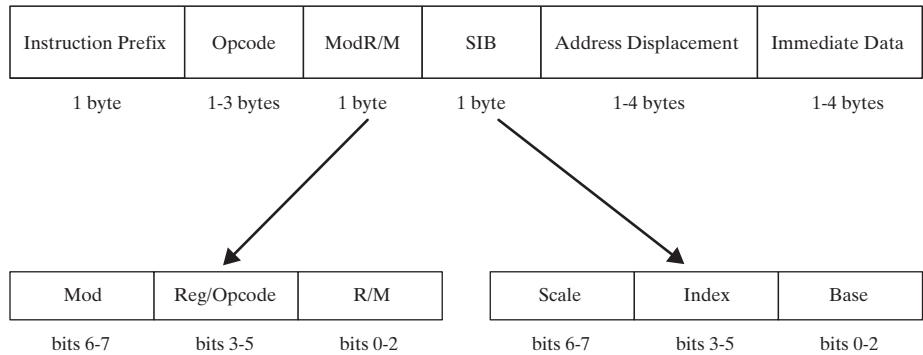 Instruction Prefix Opcode ModR/M SIB Address Displacement Immediate Data
1 byte 1-3 bytes 1 byte 1 byte 1-4 bytes 1-4 bytes
Mod Reg/Opcode R/M Scale Index Base
bits 6-7 bits 3-5 bits 0-2 bits 6-7 bits 3-5 bits 0-2